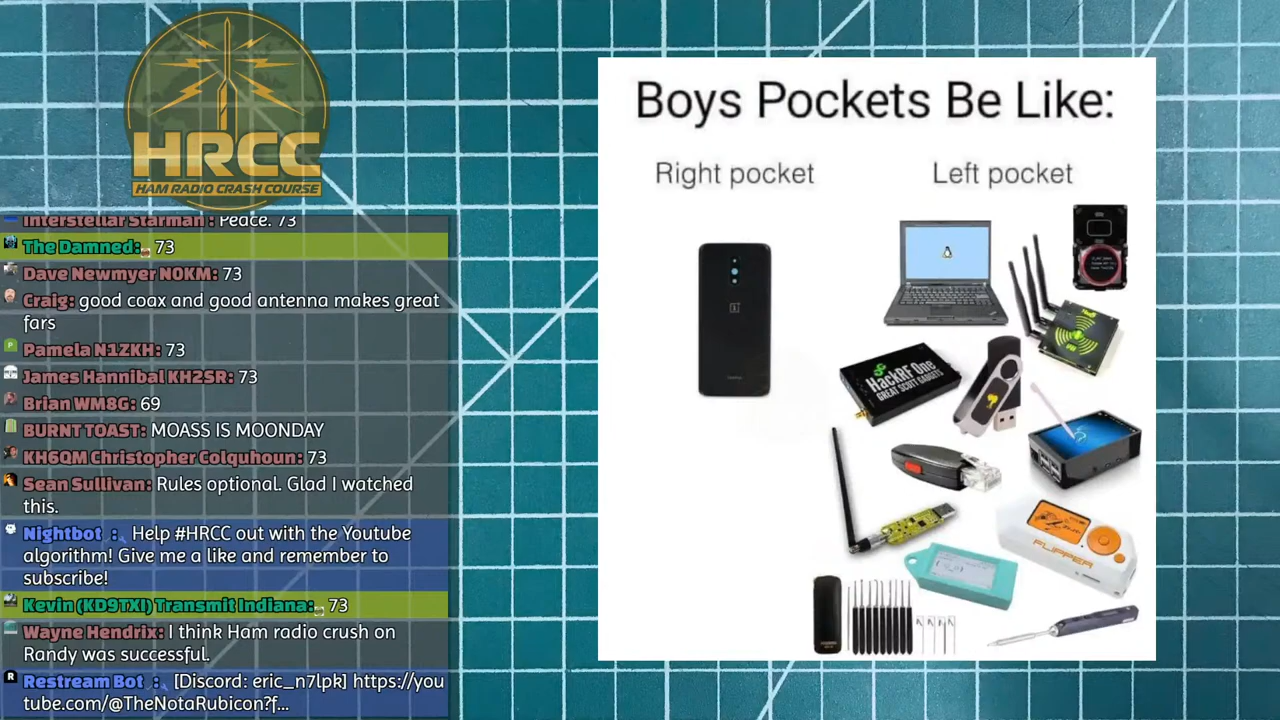 HRCC
HAM RADIO CRASH COURSE
Interstellar Starman : Peace. 73
The Damned: 73
Dave Newmyer N0KM: 73
Craig: good coax and good antenna makes great
fars
Pamela N1ZKH: 73
James Hannibal KH2SR: 73
Brian WM8G: 69
BURNT TOAST: MOASS IS MOONDAY
KH6QM Christopher Colquhoun: 73
Sean Sullivan: Rules optional. Glad I watched
this.
Nightbot : Help #HRCC out with the Youtube
algorithm! Give me a like and remember to
subscribe!
Kevin (KD9TXI) Transmit Indiana: 73
Wayne Hendrix: I think Ham radio crush on
Randy was successful.
Restream Bot : [Discord: eric_n7lpk] https://you
tube.com/@TheNotaRubicon?f...
Boys Pockets Be Like:
Right pocket
Left pocket
HackRF One
GREAT SCOTT GADGETS
FLIPPER